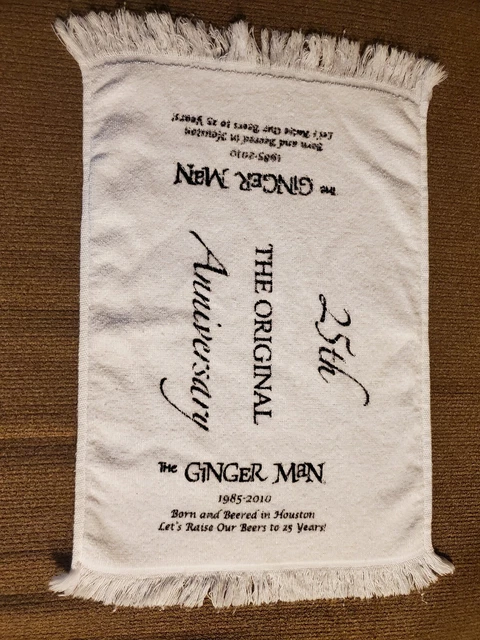 The GINGER MAN
1985-2010
Born and Beered in Houston
Let's Raise Our Beers to 25 Years!
25th
THE ORIGINAL
Anniversary
The GINGER MAN
1985-2010
Born and Beered in Houston
Let's Raise Our Beers to 25 Years!